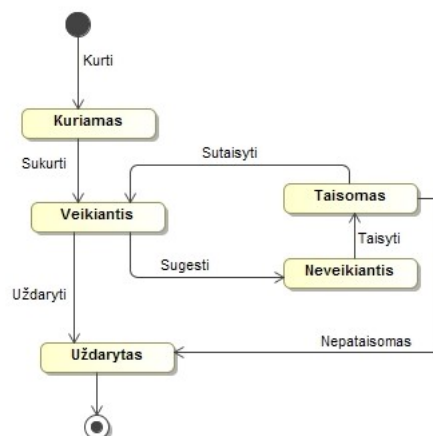 Kurti
Kuriamas
Sukurti
Sutaisyti
Taisomas
Veikiantis
Taisyti
Sugesti
Neveikiantis
Uždaryti
Nepataisomas
Uždarytas